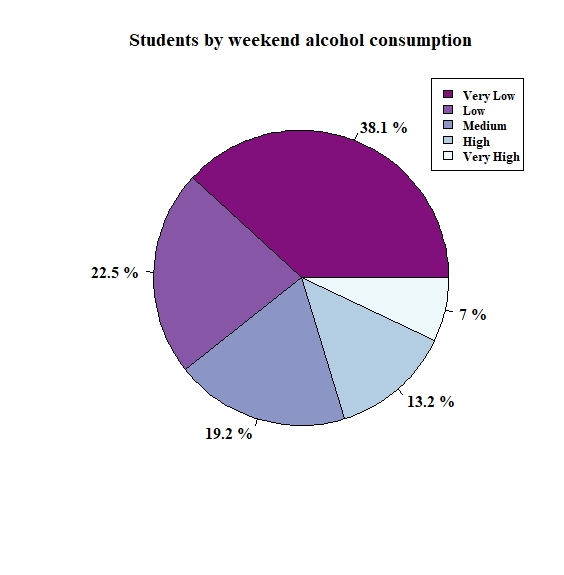 Students by weekend alcohol consumption
Very Low
Low
Medium
High
Very High
38.1 %
22.5 %
7 %
13.2 %
19.2 %